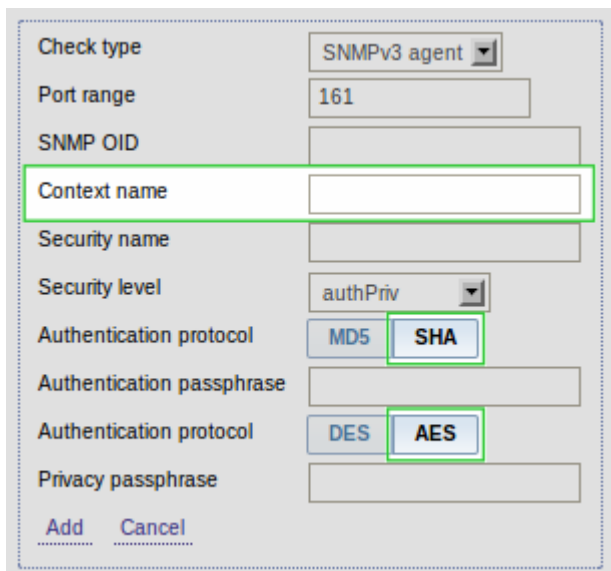 Check type SNMPv3 agent
Port range 161
SNMP OID
Context name
Security name
Security level authPriv
Authentication protocol MD5 SHA
Authentication passphrase
Authentication protocol DES AES
Privacy passphrase
Add Cancel